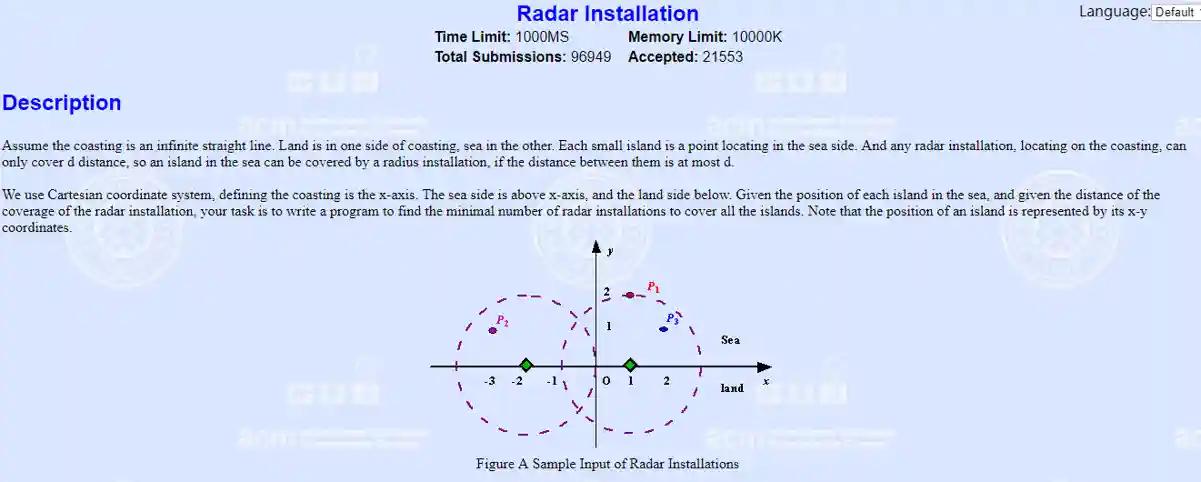 Radar Installation
Language: Default
Time Limit: 1000MS Memory Limit: 10000K
Total Submissions: 96949 Accepted: 21553
Description
Assume the coasting is an infinite straight line. Land is in one side of coasting, sea in the other. Each small island is a point locating in the sea side. And any radar installation, locating on the coasting, can
only cover d distance, so an island in the sea can be covered by a radius installation, if the distance between them is at most d.
We use Cartesian coordinate system, defining the coasting is the x-axis. The sea side is above x-axis, and the land side below. Given the position of each island in the sea, and given the distance of the
coverage of the radar installation, your task is to write a program to find the minimal number of radar installations to cover all the islands. Note that the position of an island is represented by its x-y
coordinates.
y
2 P1
P2 1 P3
Sea
-3 -2 -1 O 1 2 x
land
Figure A Sample Input of Radar Installations